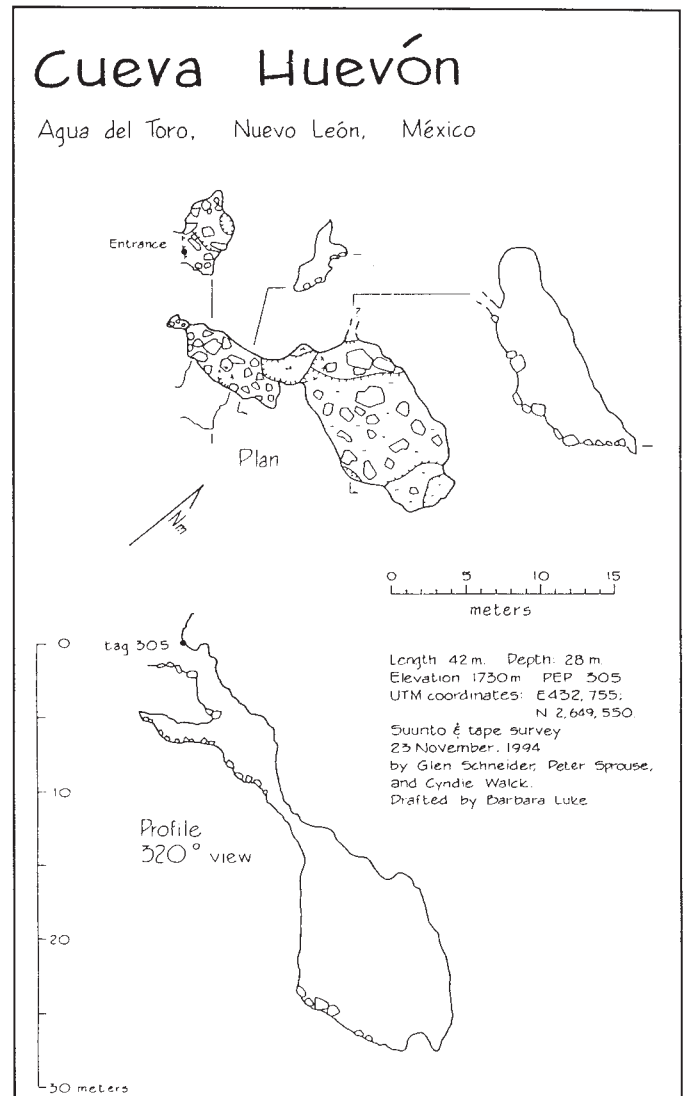 Cueva Huevón
Agua del Toro, Nuevo León, México
Entrance
?
Plan
Nm
0 5 10 15
meters
0
tag 305
Length 42 m. Depth: 28 m.
Elevation 1730 m PEP 305
UTM coordinates: E432,755;
N 2,649,550.
Suunto & tape survey
23 November, 1994
by Glen Schneider, Peter Sprouse,
and Cyndie Walck.
Drafted by Barbara Luke
10
Profile
320° view
20
30 meters